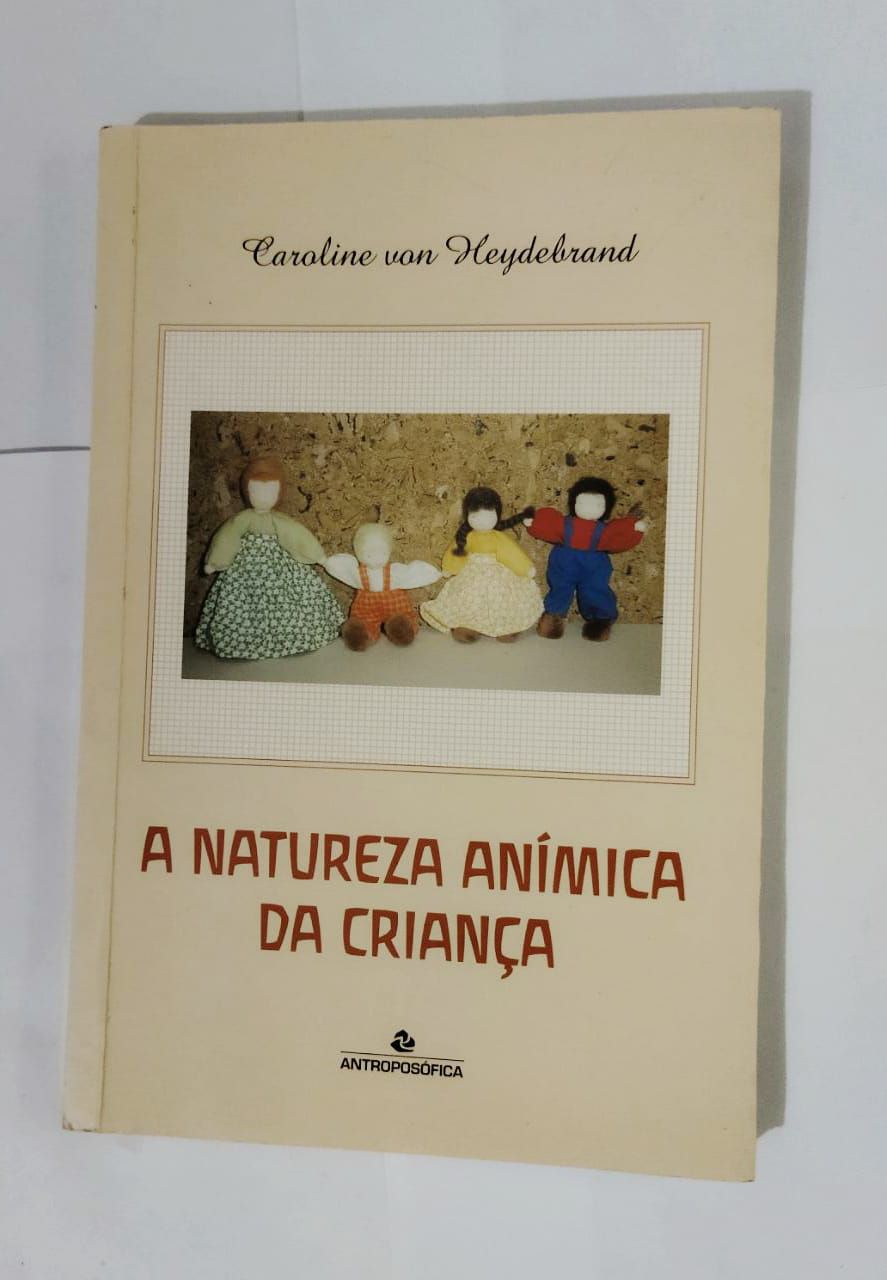 Caroline von Heydebrand
A NATUREZA ANÍMICA
DA CRIANÇA
ANTROPOSÓFICA